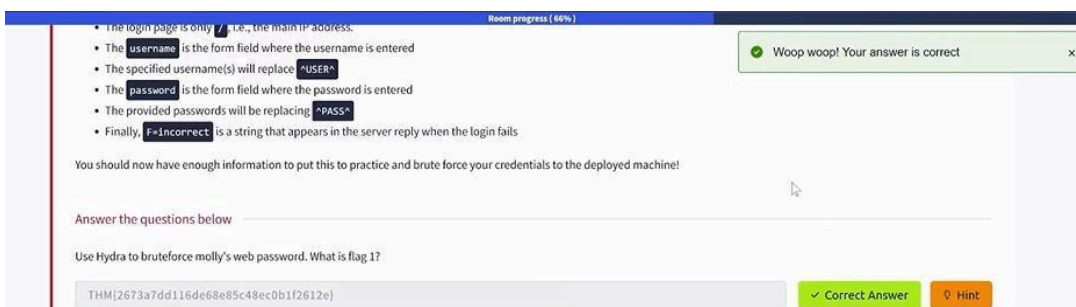 Room progress ( 66% )
• The login page is only /, i.e., the main IP address.
• The username is the form field where the username is entered
Woop woop! Your answer is correct ×
• The specified username(s) will replace ^USER^
• The password is the form field where the password is entered
• The provided passwords will be replacing ^PASS^
• Finally, F=incorrect is a string that appears in the server reply when the login fails
You should now have enough information to put this to practice and brute force your credentials to the deployed machine!
Answer the questions below
Use Hydra to bruteforce molly's web password. What is flag 1?
THM{2673a7dd116de68e85c48ec0b1f2612e}
✓ Correct Answer
Hint